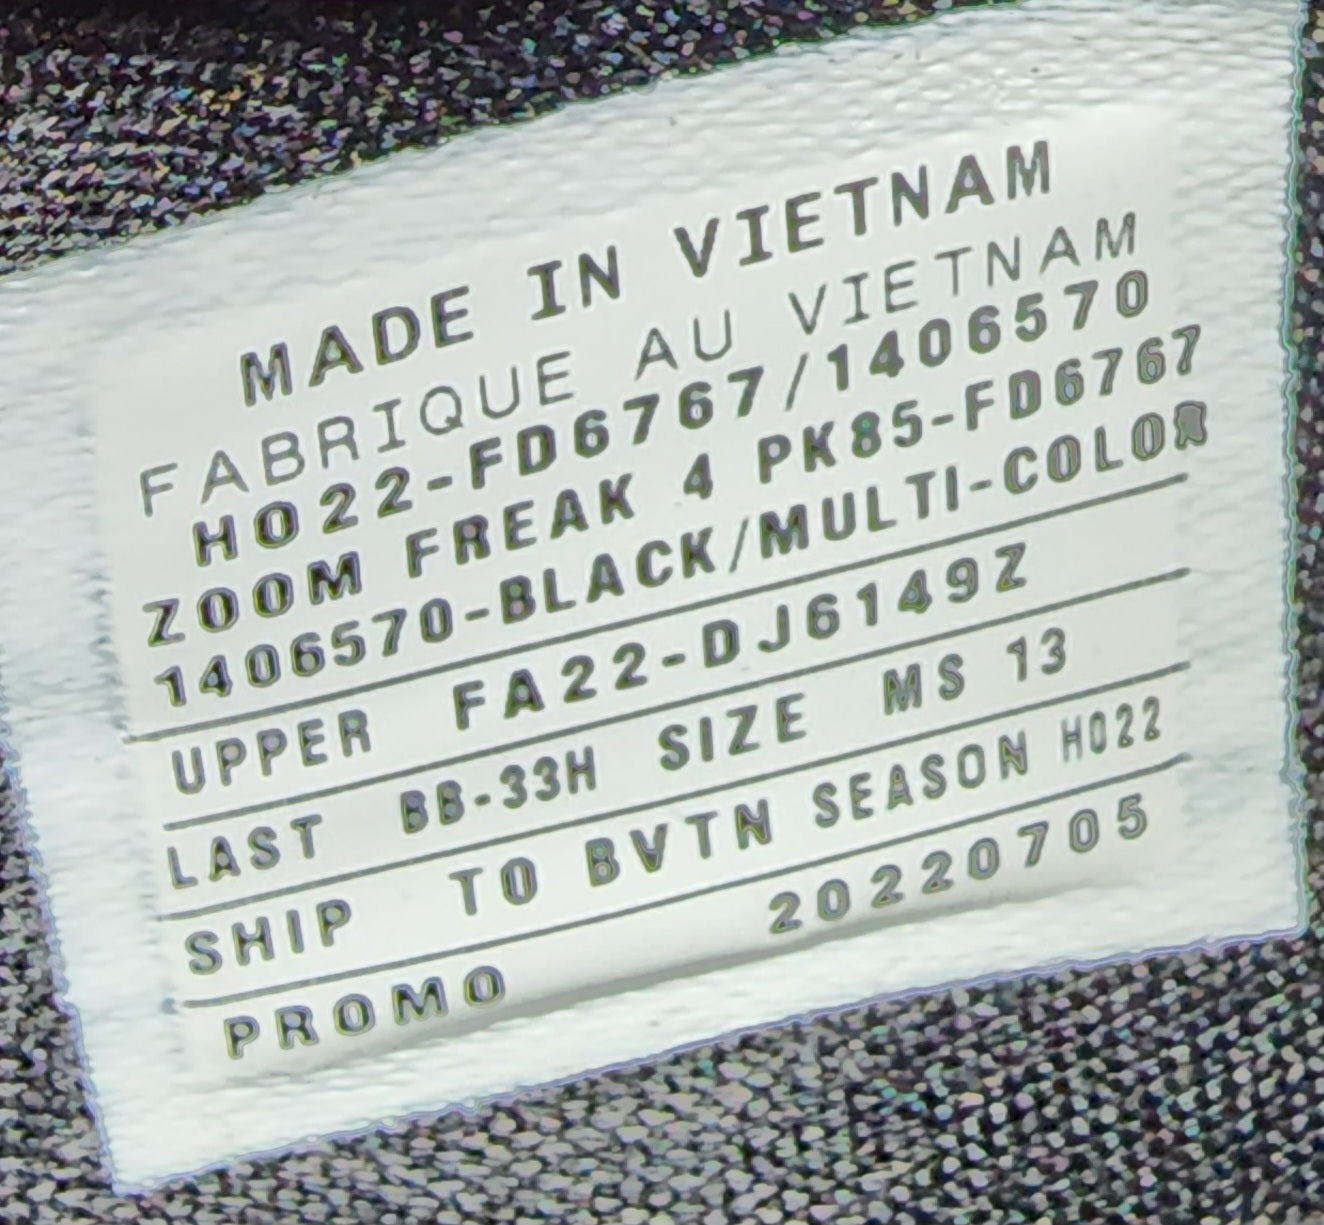 MADE IN VIETNAM
FABRIQUE AU VIETNAM
HO22-FD6767/1406570
ZOOM FREAK 4 PK85-FD6767
1406570-BLACK/MULTI-COLOR
UPPER FA22-DJ6149Z
LAST BB-33H SIZE MS 13
SHIP TO BVTN SEASON HO22
PROMO 20220705